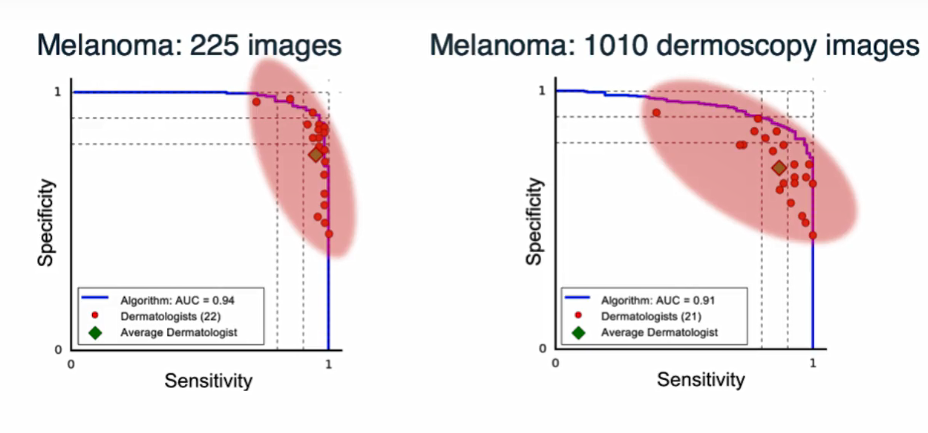 Melanoma: 225 images
1
Specificity
Algorithm: AUC = 0.94
Dermatologists (22)
Average Dermatologist
0
0
1
Sensitivity
Melanoma: 1010 dermoscopy images
1
Specificity
Algorithm: AUC = 0.91
Dermatologists (21)
Average Dermatologist
0
0
1
Sensitivity